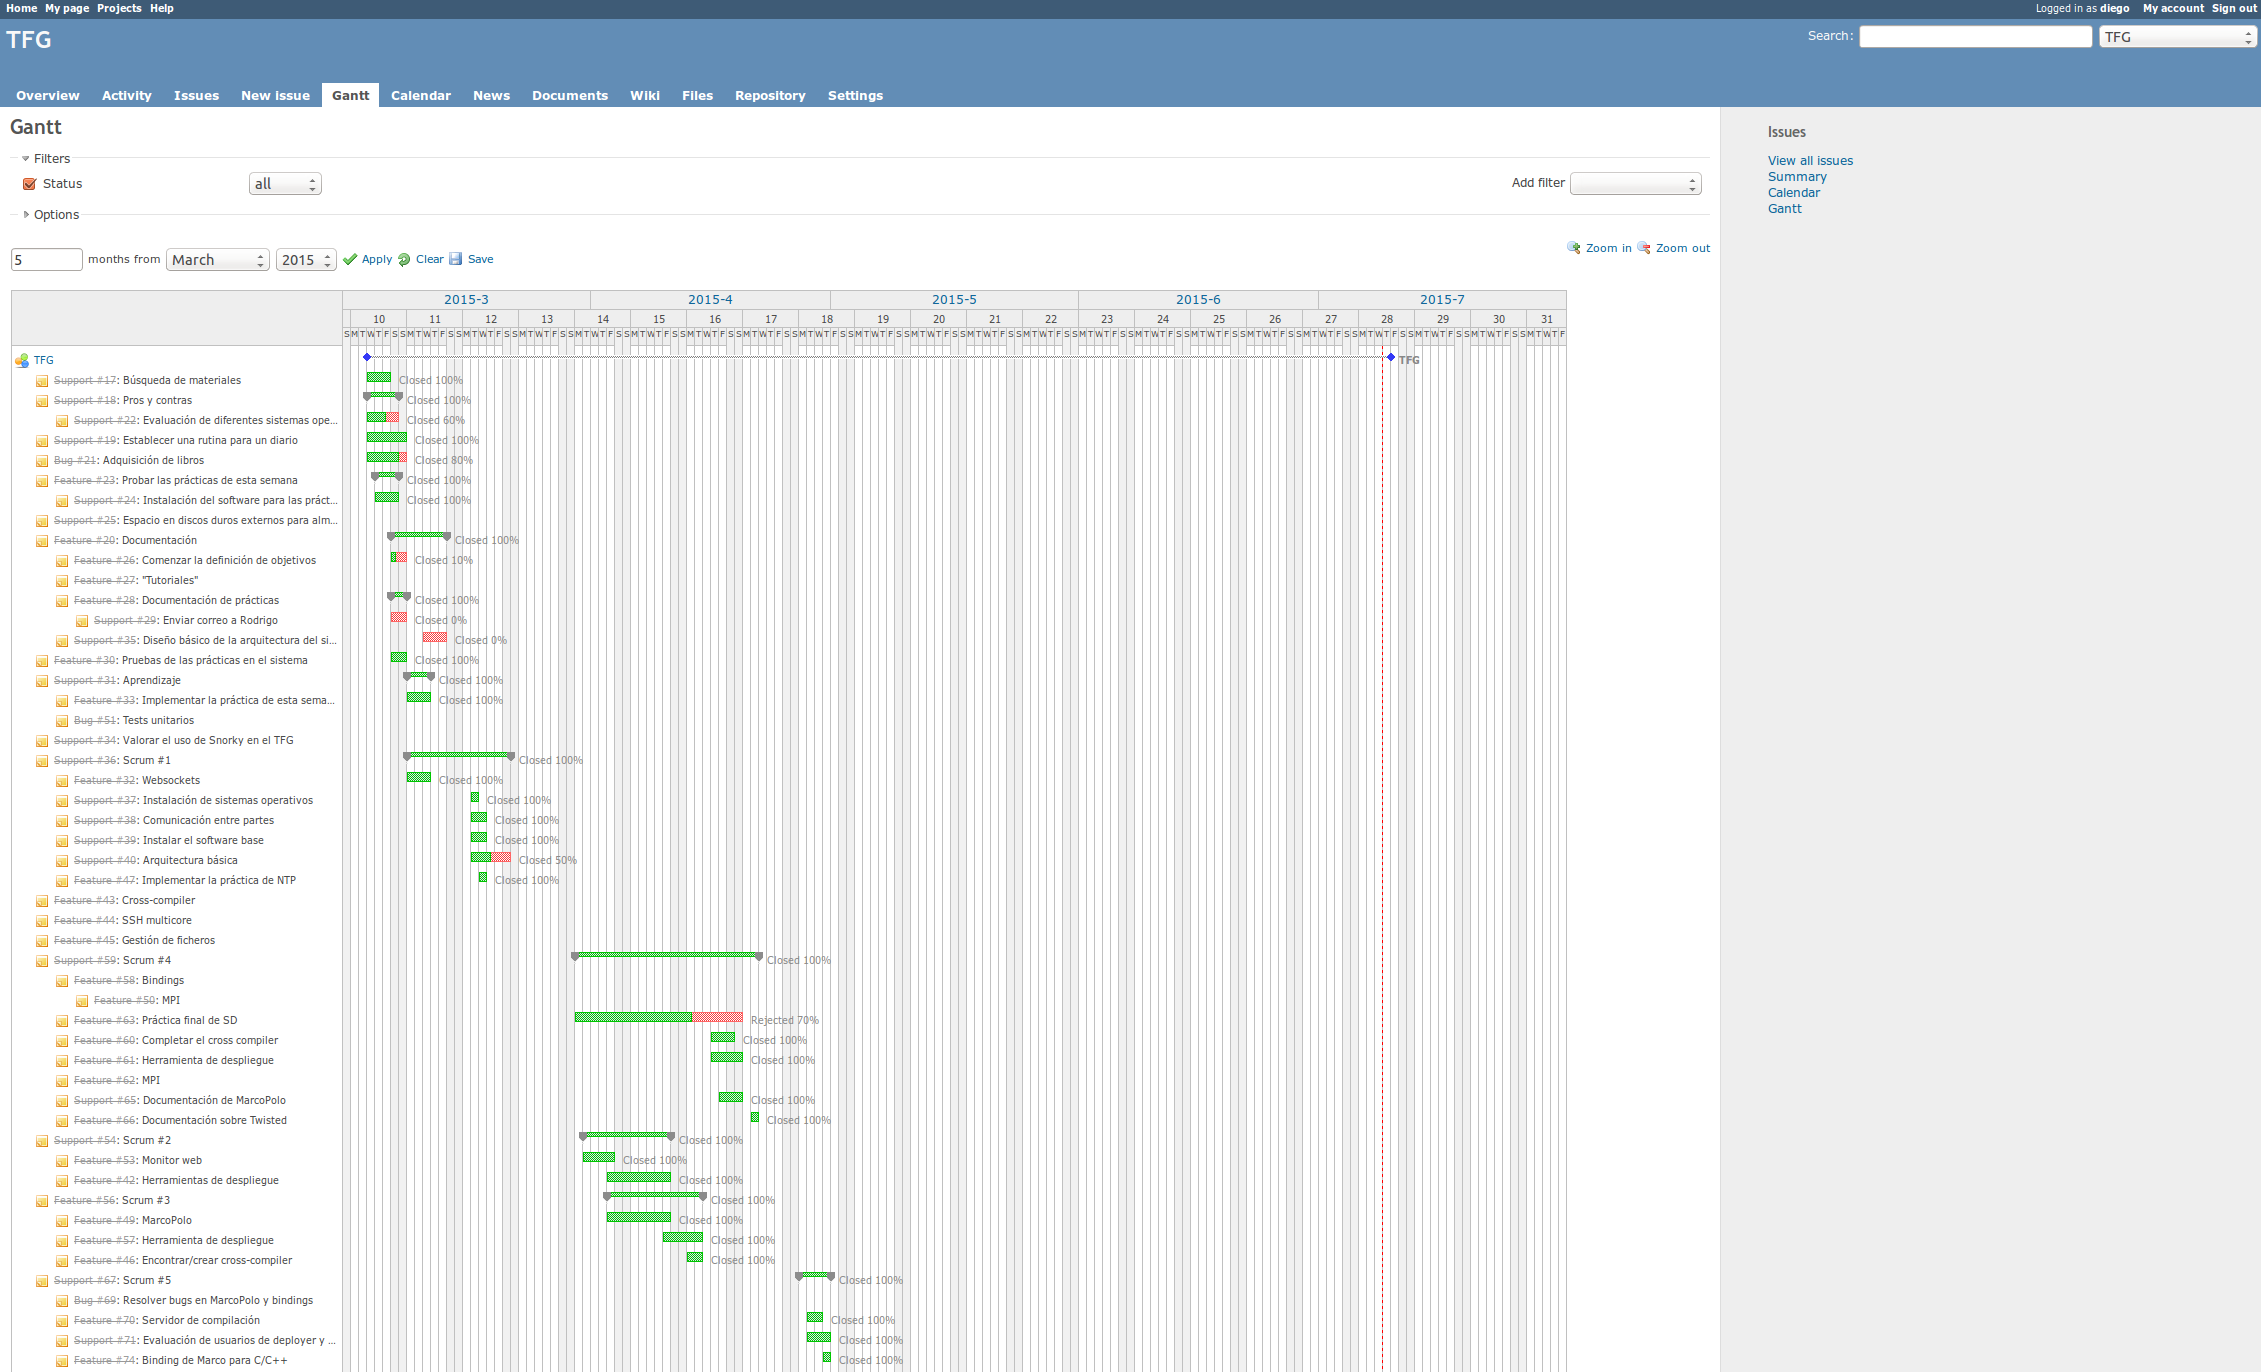 Home My page Projects Help Logged in as diego My account Sign out
TFG Search: TFG
Overview Activity Issues New issue Gantt Calendar News Documents Wiki Files Repository Settings
Gantt
Issues
Filters
View all issues
Status all Add filter
Summary
Calendar
Gantt
Options
Zoom in Zoom out
5 months from March 2015 Apply Clear Save
2015-3 2015-4 2015-5 2015-6 2015-7
10 11 12 13 14 15 16 17 18 19 20 21 22 23 24 25 26 27 28 29 30 31
S M T W T F S S M T W T F S S M T W T F S S M T W T F S S M T W T F S S M T W T F S S M T W T F S S M T W T F S S M T W T F S S M T W T F S S M T W T F S S M T W T F S S M T W T F S S M T W T F S S M T W T F S S M T W T F S S M T W T F S S M T W T F S S M T W T F S S M T W T F S S M T W T F S S M T W T F
TFG TFG
Support #17: Búsqueda de materiales Closed 100%
Support #18: Pros y contras Closed 100%
Support #22: Evaluación de diferentes sistemas ope... Closed 60%
Support #19: Establecer una rutina para un diario Closed 100%
Bug #21: Adquisición de libros Closed 80%
Feature #23: Probar las prácticas de esta semana Closed 100%
Support #24: Instalación del software para las práct... Closed 100%
Support #25: Espacio en discos duros externos para alm...
Feature #20: Documentación Closed 100%
Feature #26: Comenzar la definición de objetivos Closed 10%
Feature #27: "Tutoriales"
Feature #28: Documentación de prácticas Closed 100%
Support #29: Enviar correo a Rodrigo Closed 0%
Support #35: Diseño básico de la arquitectura del si... Closed 0%
Feature #30: Pruebas de las prácticas en el sistema Closed 100%
Support #31: Aprendizaje Closed 100%
Feature #33: Implementar la práctica de esta sema... Closed 100%
Bug #51: Tests unitarios
Support #34: Valorar el uso de Snorky en el TFG
Support #36: Scrum #1 Closed 100%
Feature #32: Websockets Closed 100%
Support #37: Instalación de sistemas operativos Closed 100%
Support #38: Comunicación entre partes Closed 100%
Support #39: Instalar el software base Closed 100%
Support #40: Arquitectura básica Closed 50%
Feature #47: Implementar la práctica de NTP Closed 100%
Feature #43: Cross-compiler
Feature #44: SSH multicore
Feature #45: Gestión de ficheros
Support #59: Scrum #4 Closed 100%
Feature #58: Bindings
Feature #50: MPI
Feature #63: Práctica final de SD Rejected 70%
Feature #60: Completar el cross compiler Closed 100%
Feature #61: Herramienta de despliegue Closed 100%
Feature #62: MPI
Support #65: Documentación de MarcoPolo Closed 100%
Feature #66: Documentación sobre Twisted Closed 100%
Support #54: Scrum #2 Closed 100%
Feature #53: Monitor web Closed 100%
Feature #42: Herramientas de despliegue Closed 100%
Feature #56: Scrum #3 Closed 100%
Feature #49: MarcoPolo Closed 100%
Feature #57: Herramienta de despliegue Closed 100%
Feature #46: Encontrar/crear cross-compiler Closed 100%
Support #67: Scrum #5 Closed 100%
Bug #69: Resolver bugs en MarcoPolo y bindings
Feature #70: Servidor de compilación Closed 100%
Support #71: Evaluación de usuarios de deployer y ... Closed 100%
Feature #74: Binding de Marco para C/C++ Closed 100%